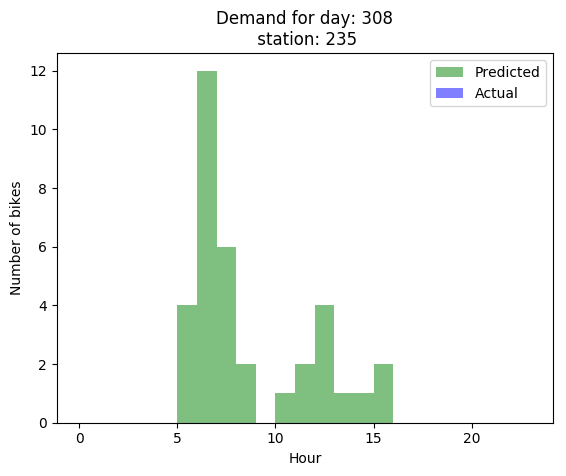 Demand for day: 308
station: 235
Predicted
Actual
Number of bikes
12
10
8
6
4
2
0
0 5 10 15 20
Hour